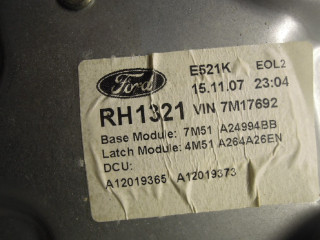 E521K EOL2
Ford 15.11.07 23:04
RH1321 VIN 7M17692
Base Module: 7M51 A24994BB
Latch Module: 4M51 A264A26EN
DCU:
A12019365 A12019373